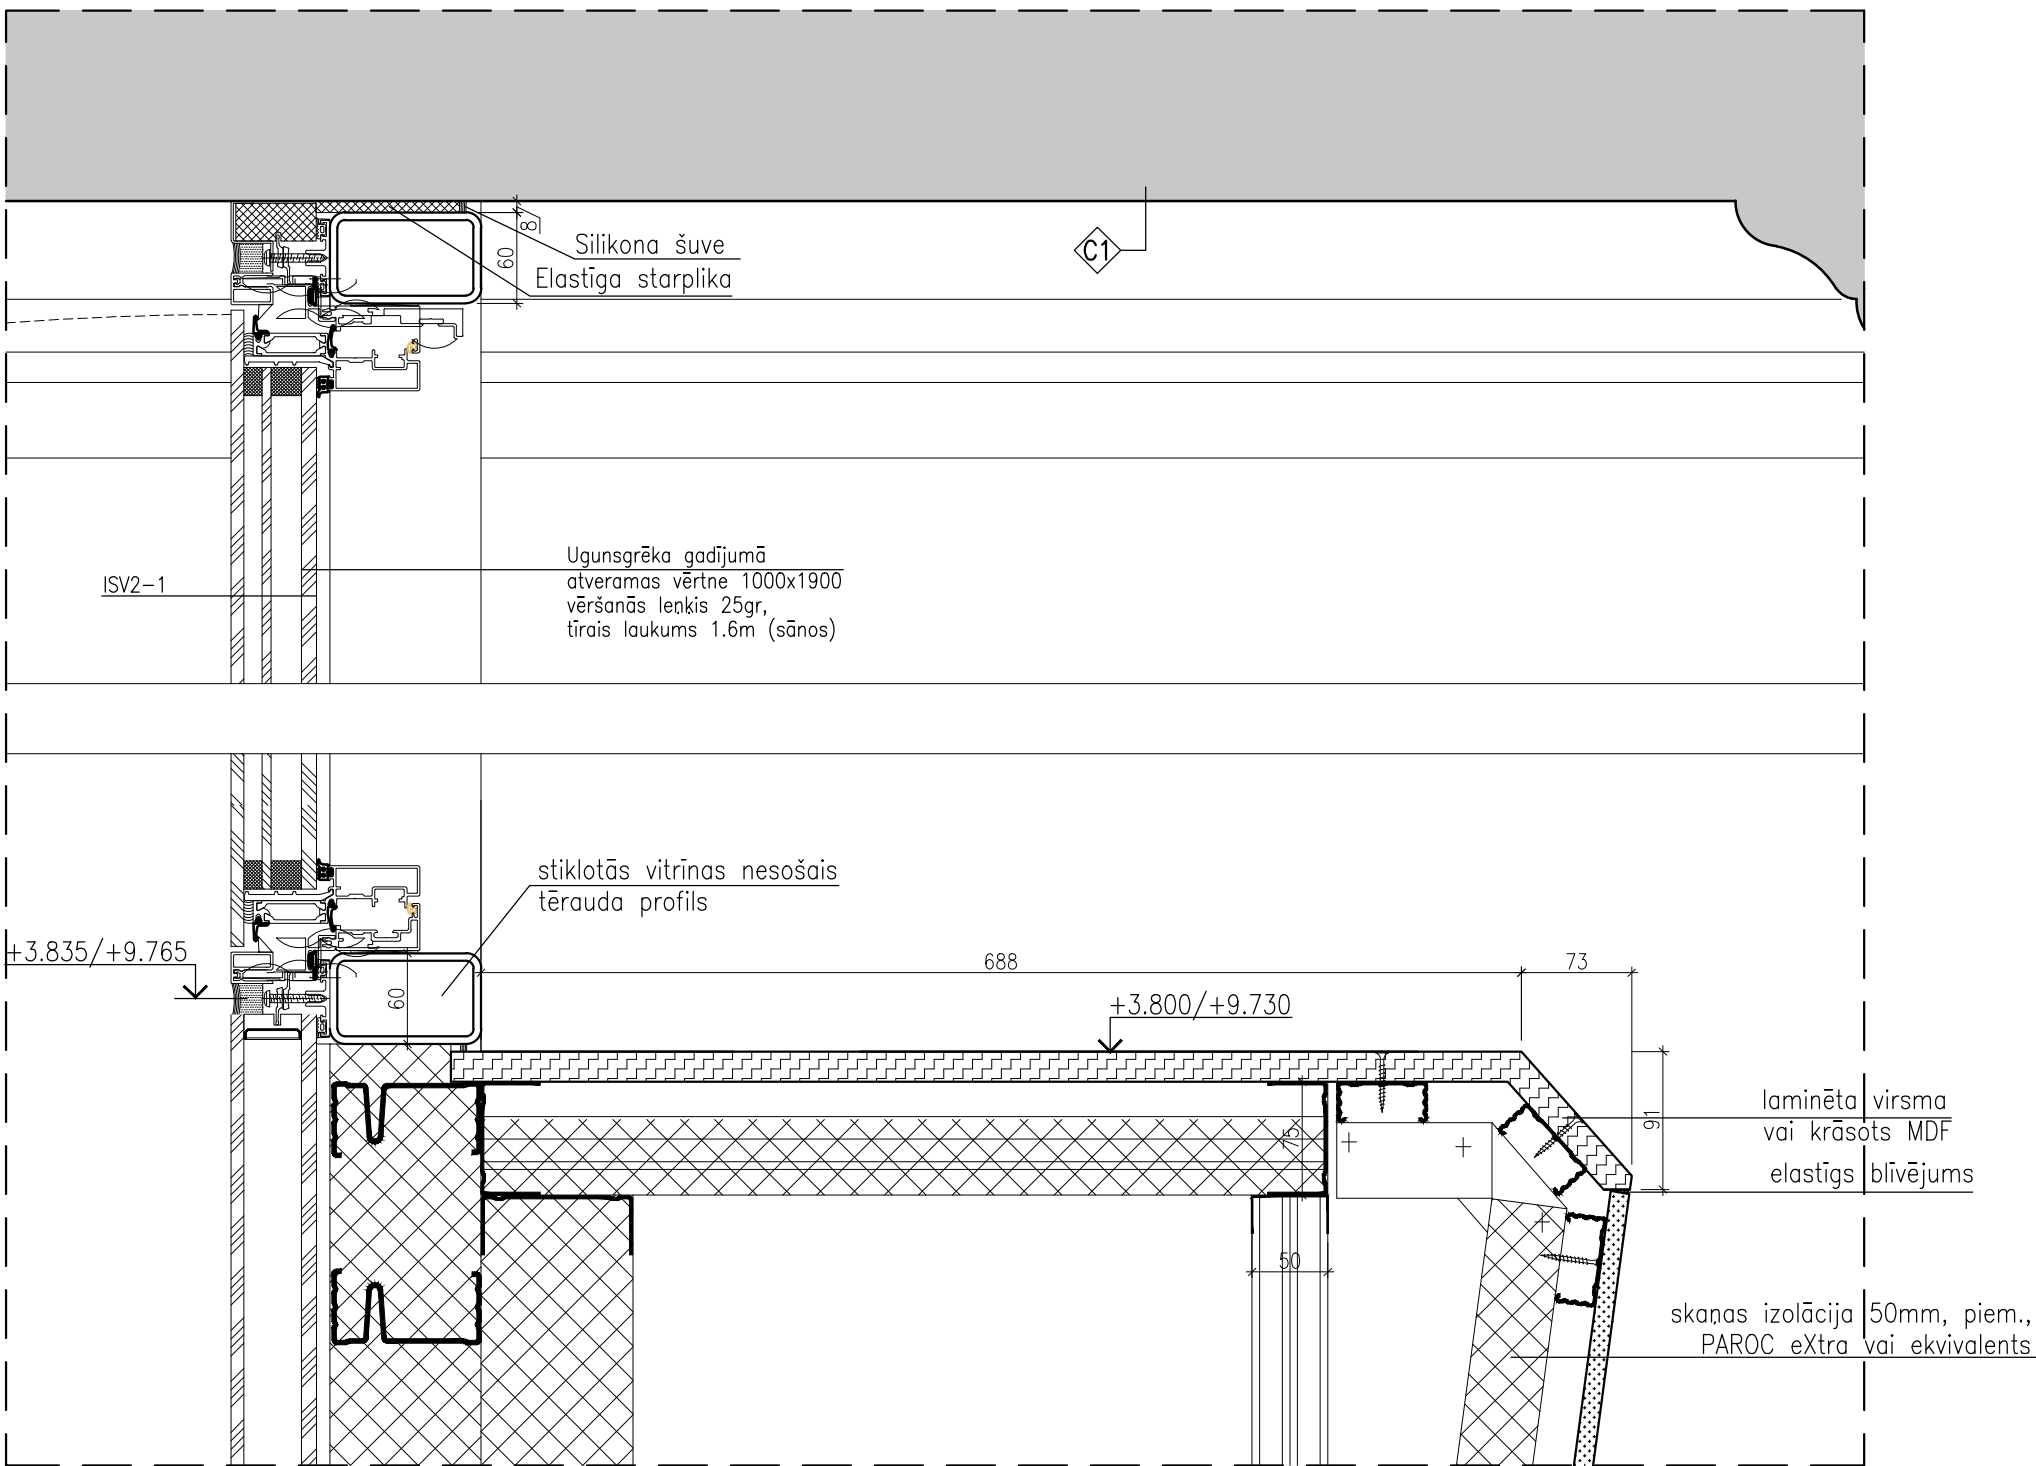 8
60
Silikona šuve
Elastīga starplika
C1
Ugunsgrēka gadījumā
atveramas vērtne 1000x1900
vēršanās leņķis 25gr,
tīrais laukums 1.6m (sānos)
ISV2-1
stiklotās vitrīnas nesošais
tērauda profils
+3.835/+9.765
60
688
73
+3.800/+9.730
91
75
laminēta virsma
vai krāsots MDF
elastīgs blīvējums
50
skaņas izolācija 50mm, piem.,
PAROC eXtra vai ekvivalents